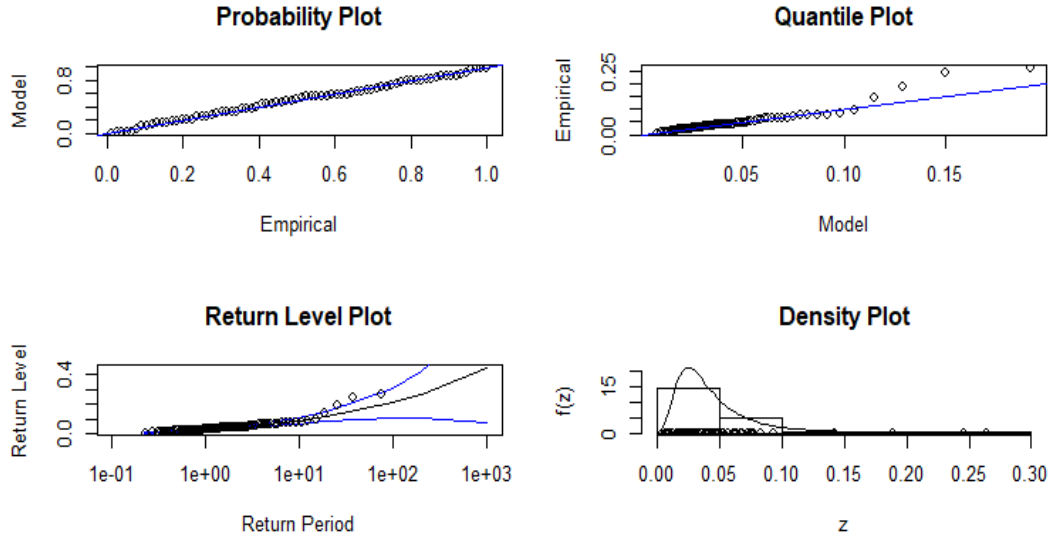 Probability Plot
Model
0.0 0.8
0.0 0.2 0.4 0.6 0.8 1.0
Empirical
Quantile Plot
Empirical
0.00 0.25
0.05 0.10 0.15
Model
Return Level Plot
Return Level
0.0 0.4
1e-01 1e+00 1e+01 1e+02 1e+03
Return Period
Density Plot
f(z)
0 15
0.00 0.05 0.10 0.15 0.20 0.25 0.30
z